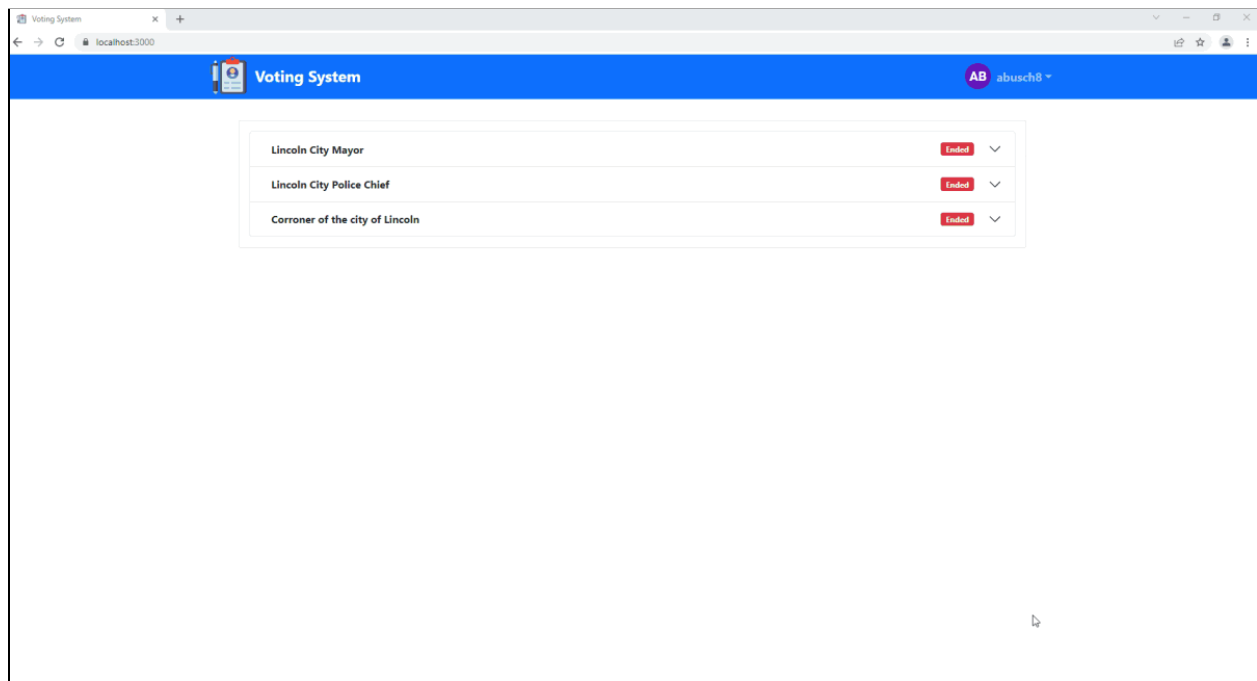 Voting System
localhost:3000
Voting System
AB abusch8
Lincoln City Mayor Ended
Lincoln City Police Chief Ended
Corroner of the city of Lincoln Ended